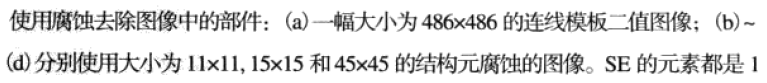 使用腐蚀去除图像中的部件：(a)一幅大小为 486×486 的连线模板二值图像；(b)~
(d)分别使用大小为 11×11, 15×15 和 45×45 的结构元腐蚀的图像。SE 的元素都是 1